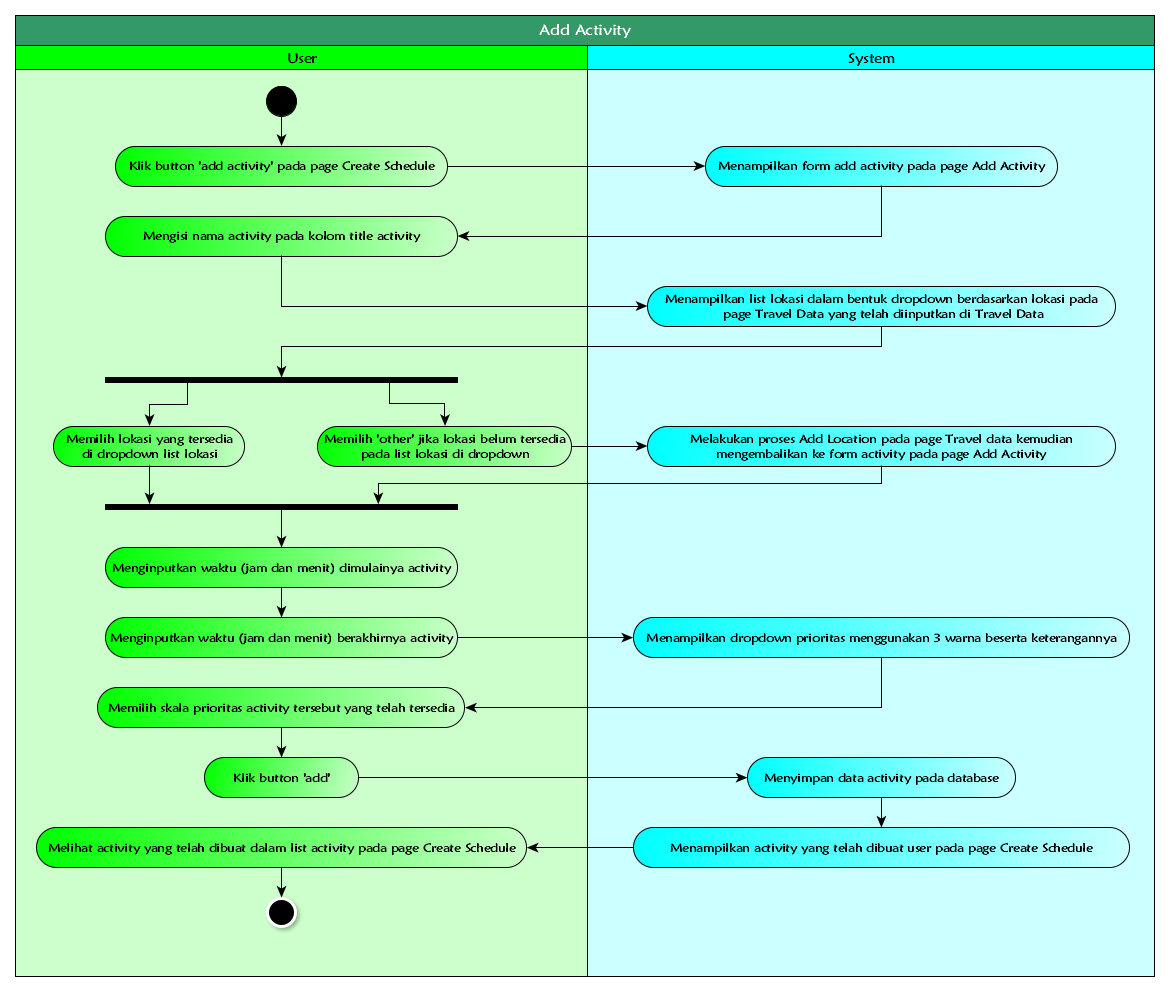 Add Activity
User
System
Klik button 'add activity' pada page Create Schedule
Menampilkan form add activity pada page Add Activity
Mengisi nama activity pada kolom title activity
Menampilkan list lokasi dalam bentuk dropdown berdasarkan lokasi pada
page Travel Data yang telah diinputkan di Travel Data
Memilih lokasi yang tersedia
di dropdown list lokasi
Memilih 'other' jika lokasi belum tersedia
pada list lokasi di dropdown
Melakukan proses Add Location pada page Travel data kemudian
mengembalikan ke form activity pada page Add Activity
Menginputkan waktu (jam dan menit) dimulainya activity
Menginputkan waktu (jam dan menit) berakhirnya activity
Menampilkan dropdown prioritas menggunakan 3 warna beserta keterangannya
Memilih skala prioritas activity tersebut yang telah tersedia
Klik button 'add'
Menyimpan data activity pada database
Melihat activity yang telah dibuat dalam list activity pada page Create Schedule
Menampilkan activity yang telah dibuat user pada page Create Schedule